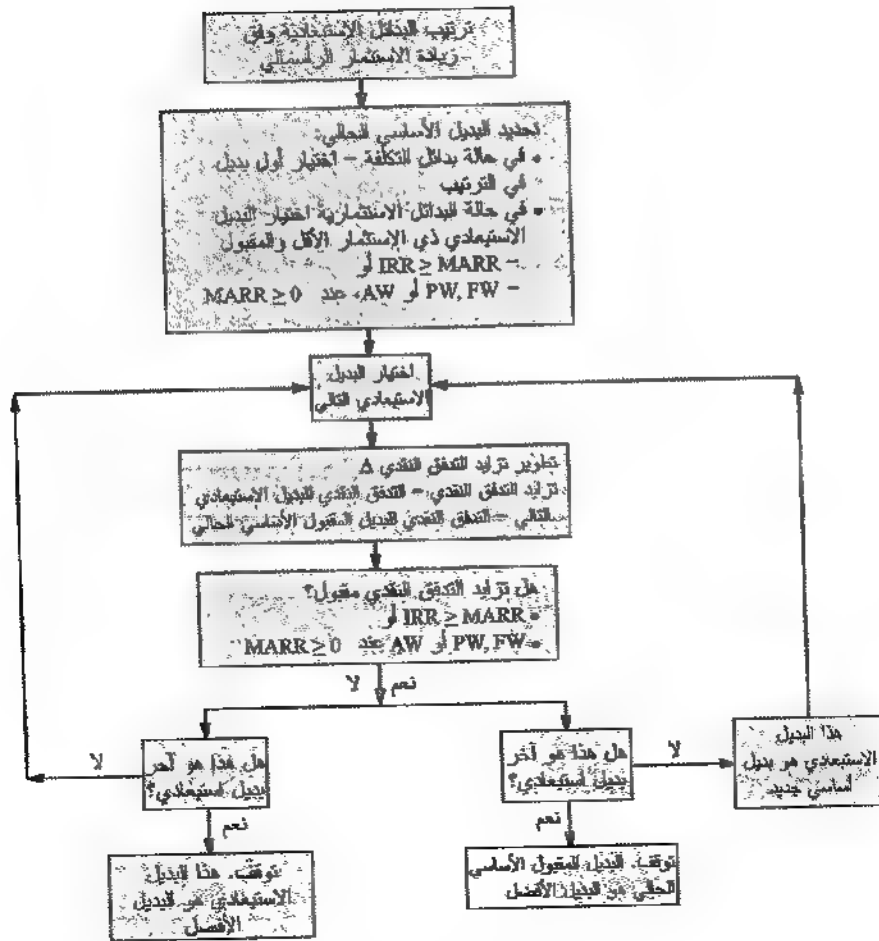 ترتيب البدائل الاستبعادية وفق
زيادة الاستثمار الرأسمالي
تحديد البديل الأساسي الحالي:
• في حالة بدائل التكلفة – اختيار أول بديل
في الترتيب
• في حالة البدائل الاستثمارية اختيار البديل
الاستبعادي ذي الاستثمار الأقل والمقبول
– IRR ≥ MARR أو
– PW, FW أو AW، عند MARR ≥ 0
اختيار البديل
الاستبعادي التالي
تطوير تزايد التدفق النقدي Δ
تزايد التدفق النقدي = التدفق النقدي للبديل الاستبعادي
التالي – التدفق النقدي للبديل المقبول الأساسي الحالي
هل تزايد التدفق النقدي مقبول؟
• IRR ≥ MARR أو
• PW, FW أو AW عند MARR ≥ 0
نعم
لا
هل هذا هو آخر
بديل استبعادي؟
لا
هذا البديل
الاستبعادي هو بديل
أساسي جديد
هل هذا هو آخر
بديل استبعادي؟
لا
نعم
نعم
توقف. البديل المقبول الأساسي
الحالي هو البديل الأفضل
توقف. هذا البديل
الاستبعادي هو البديل
الأفضل